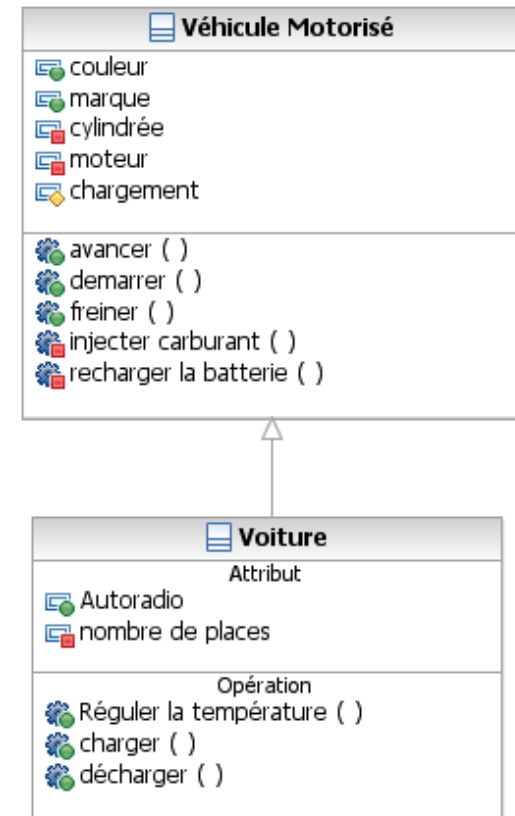 Véhicule Motorisé
couleur
marque
cylindrée
moteur
chargement
avancer ( )
demarrer ( )
freiner ( )
injecter carburant ( )
recharger la batterie ( )
Voiture
Attribut
Autoradio
nombre de places
Opération
Réguler la température ( )
charger ( )
décharger ( )